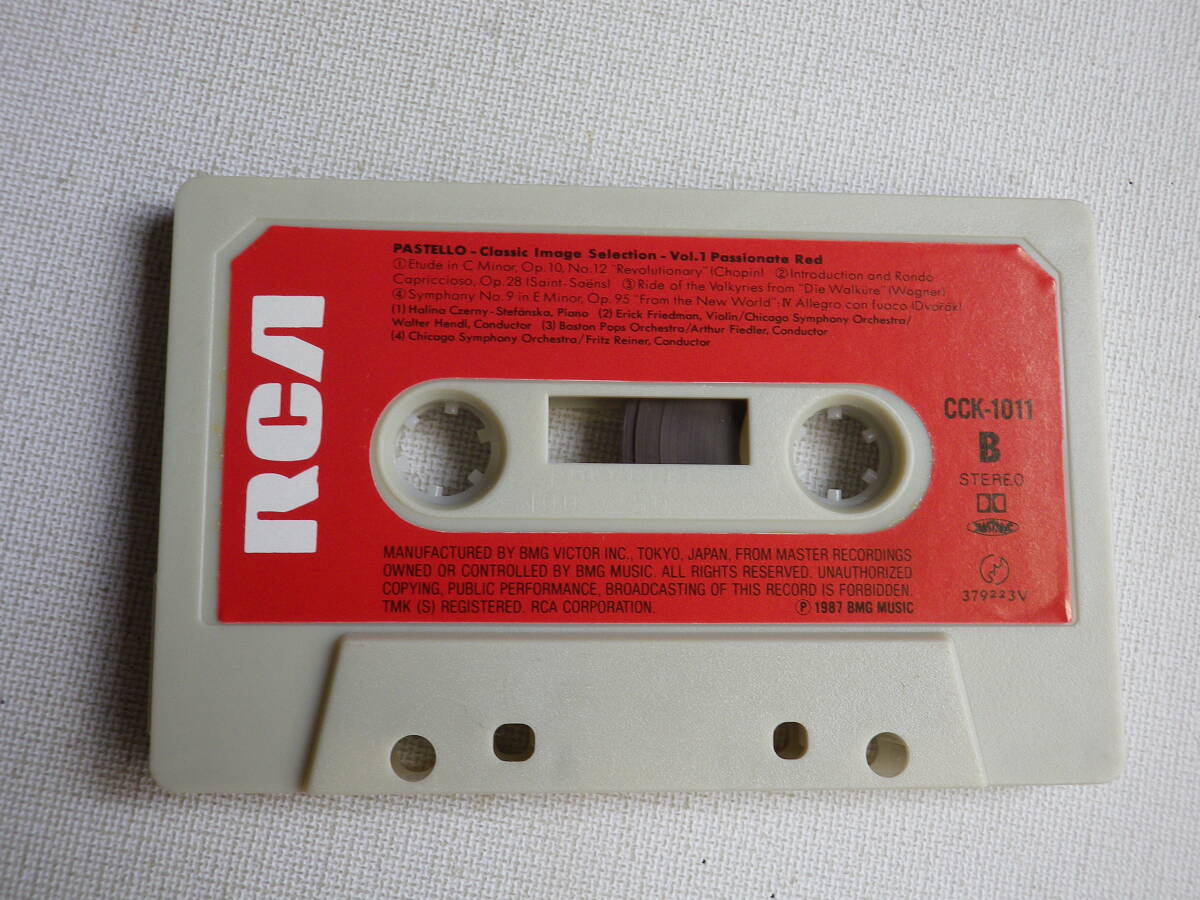 RCA
PASTELLO - Classic Image Selection - Vol.1 Passionate Red
①Etude in C Minor, Op. 10, No.12 "Revolutionary" (Chopin) ②Introduction and Rondo
Capriccioso, Op.28 (Saint-Saëns) ③Ride of the Valkyries from "Die Walküre" (Wagner)
④Symphony No. 9 in E Minor, Op. 95 "From the New World": Ⅳ Allegro con fuoco (Dvořák)
(1) Halina Czerny-Stefánska, Piano (2) Erick Friedman, Violin/Chicago Symphony Orchestra/
Walter Hendl, Conductor (3) Boston Pops Orchestra/Arthur Fiedler, Conductor
(4) Chicago Symphony Orchestra/Fritz Reiner, Conductor
CCK-1011
B
STEREO
MANUFACTURED BY BMG VICTOR INC., TOKYO, JAPAN, FROM MASTER RECORDINGS
OWNED OR CONTROLLED BY BMG MUSIC. ALL RIGHTS RESERVED. UNAUTHORIZED
COPYING, PUBLIC PERFORMANCE, BROADCASTING OF THIS RECORD IS FORBIDDEN.
TMK (S) REGISTERED. RCA CORPORATION. ℗ 1987 BMG MUSIC
379223V